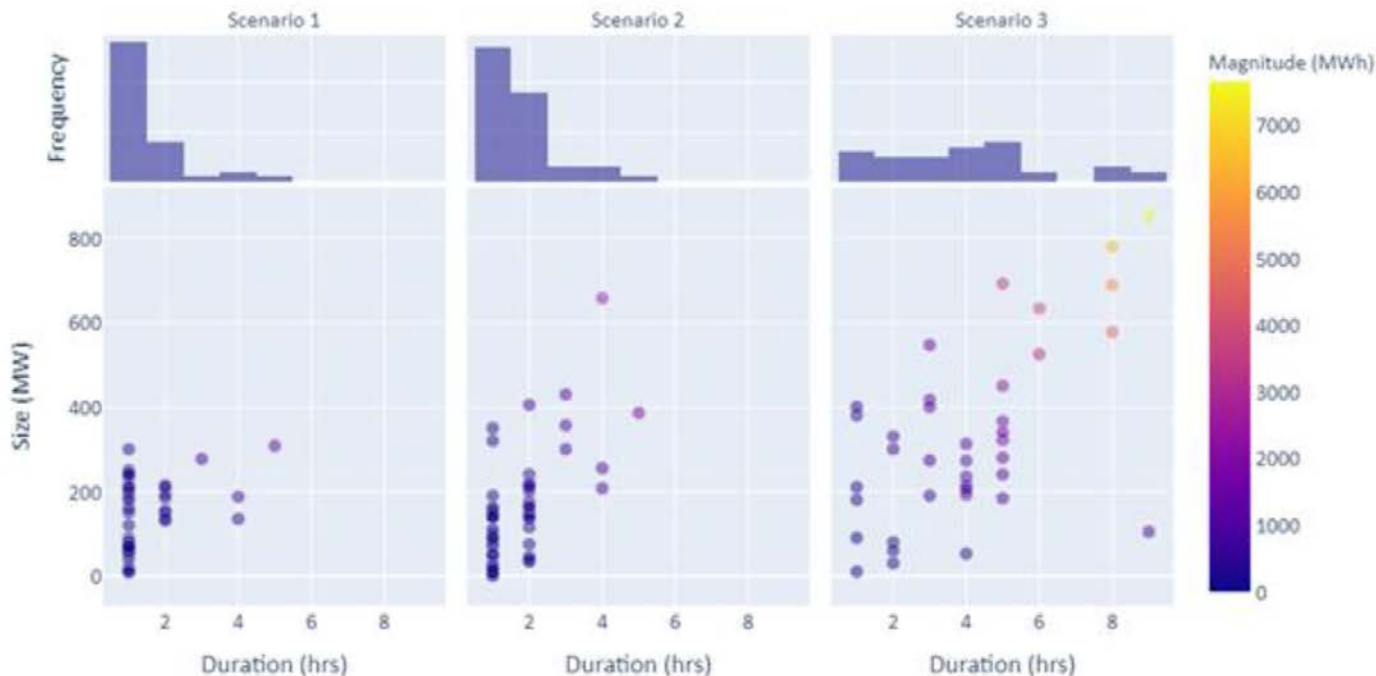 Scenario 1
Scenario 2
Scenario 3
Frequency
Magnitude (MWh)
7000
6000
5000
4000
3000
2000
1000
0
Size (MW)
800
600
400
200
0
2
4
6
8
2
4
6
8
2
4
6
8
Duration (hrs)
Duration (hrs)
Duration (hrs)